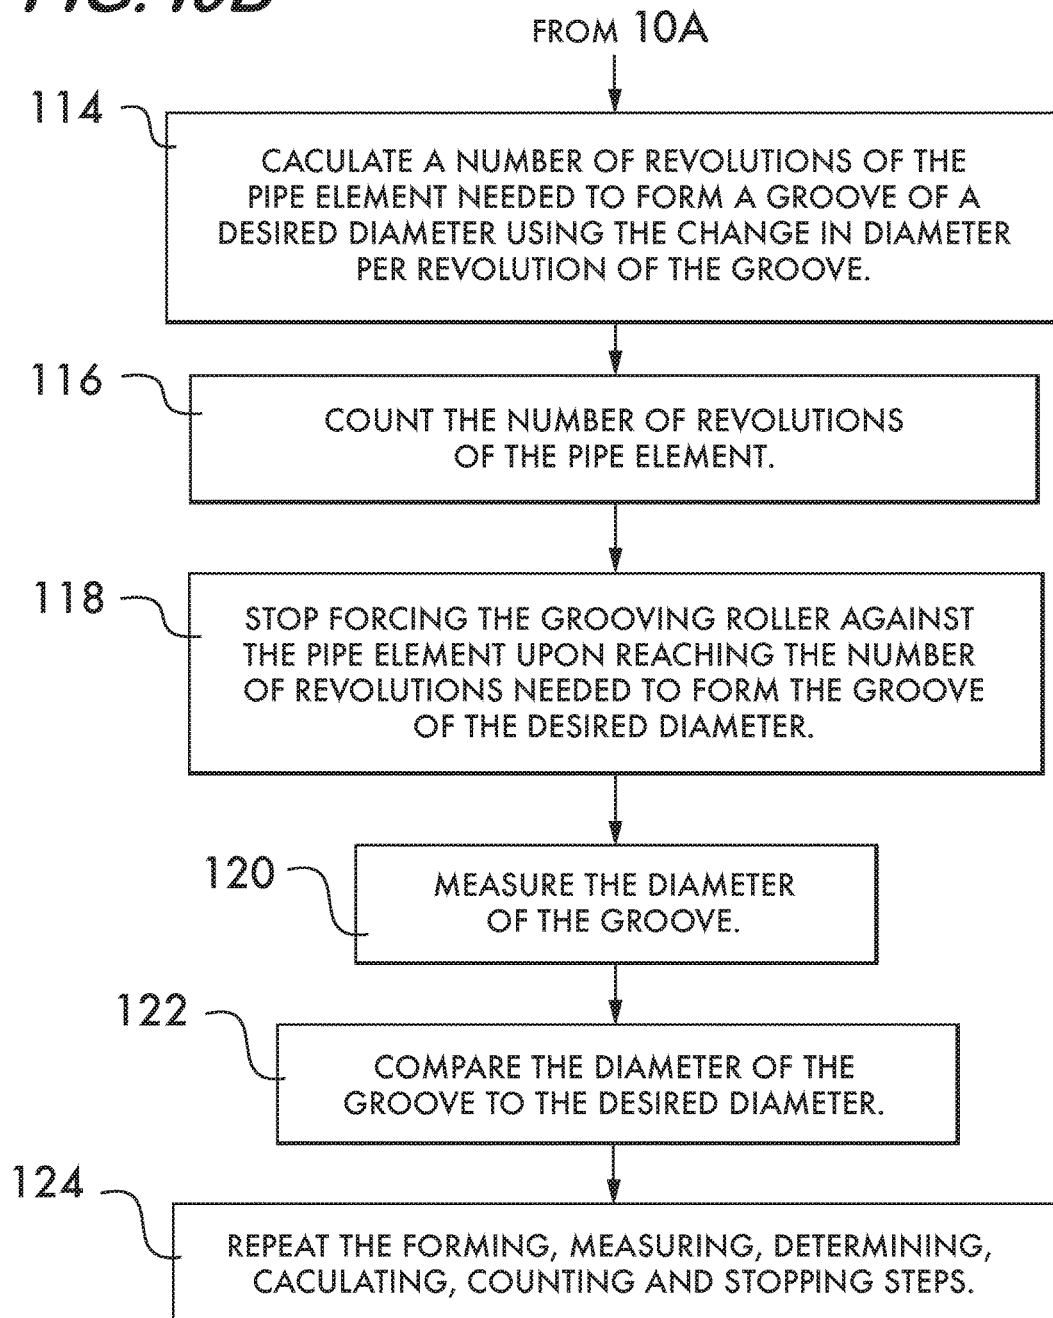 FIG. 10B
FROM 10A
114
CACULATE A NUMBER OF REVOLUTIONS OF THE
PIPE ELEMENT NEEDED TO FORM A GROOVE OF A
DESIRED DIAMETER USING THE CHANGE IN DIAMETER
PER REVOLUTION OF THE GROOVE.
116
COUNT THE NUMBER OF REVOLUTIONS
OF THE PIPE ELEMENT.
118
STOP FORCING THE GROOVING ROLLER AGAINST
THE PIPE ELEMENT UPON REACHING THE NUMBER
OF REVOLUTIONS NEEDED TO FORM THE GROOVE
OF THE DESIRED DIAMETER.
120
MEASURE THE DIAMETER
OF THE GROOVE.
122
COMPARE THE DIAMETER OF THE
GROOVE TO THE DESIRED DIAMETER.
124
REPEAT THE FORMING, MEASURING, DETERMINING,
CACULATING, COUNTING AND STOPPING STEPS.